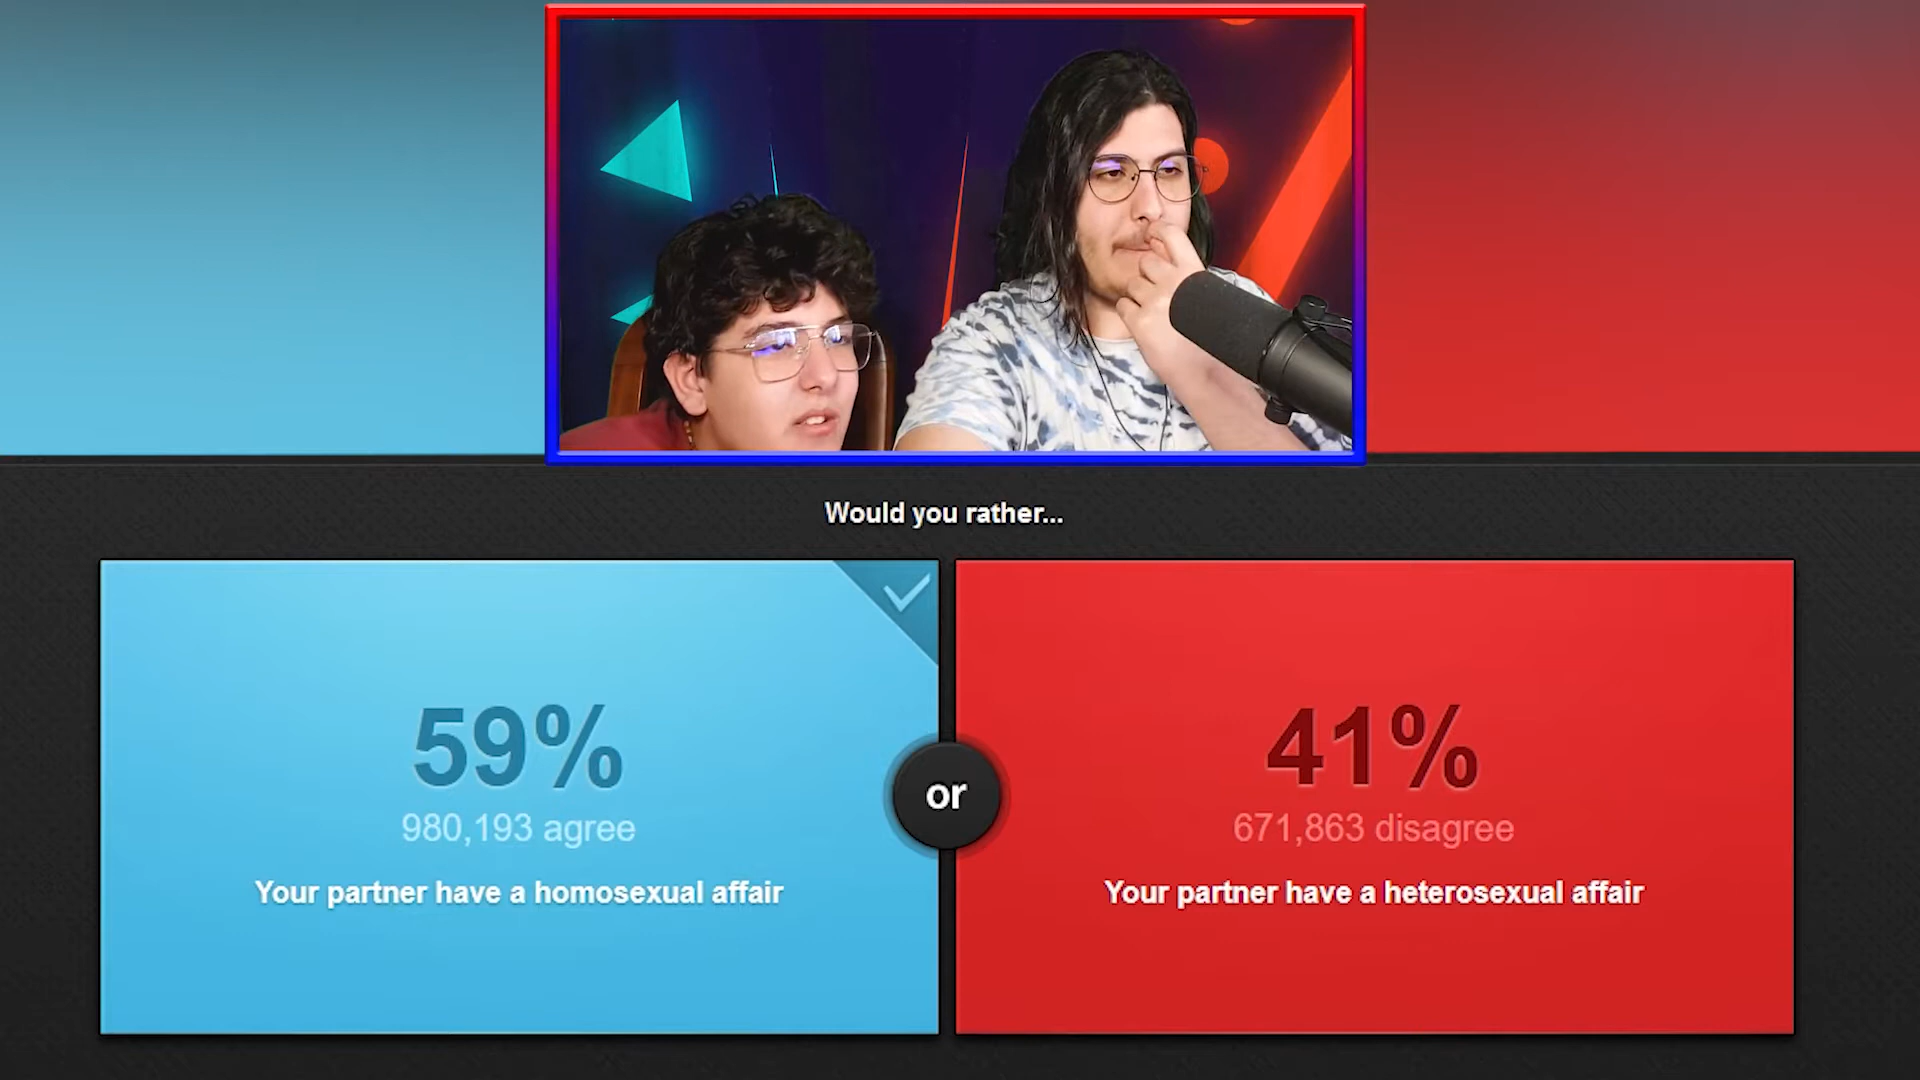 Would you rather...
59%
980,193 agree
Your partner have a homosexual affair
or
41%
671,863 disagree
Your partner have a heterosexual affair